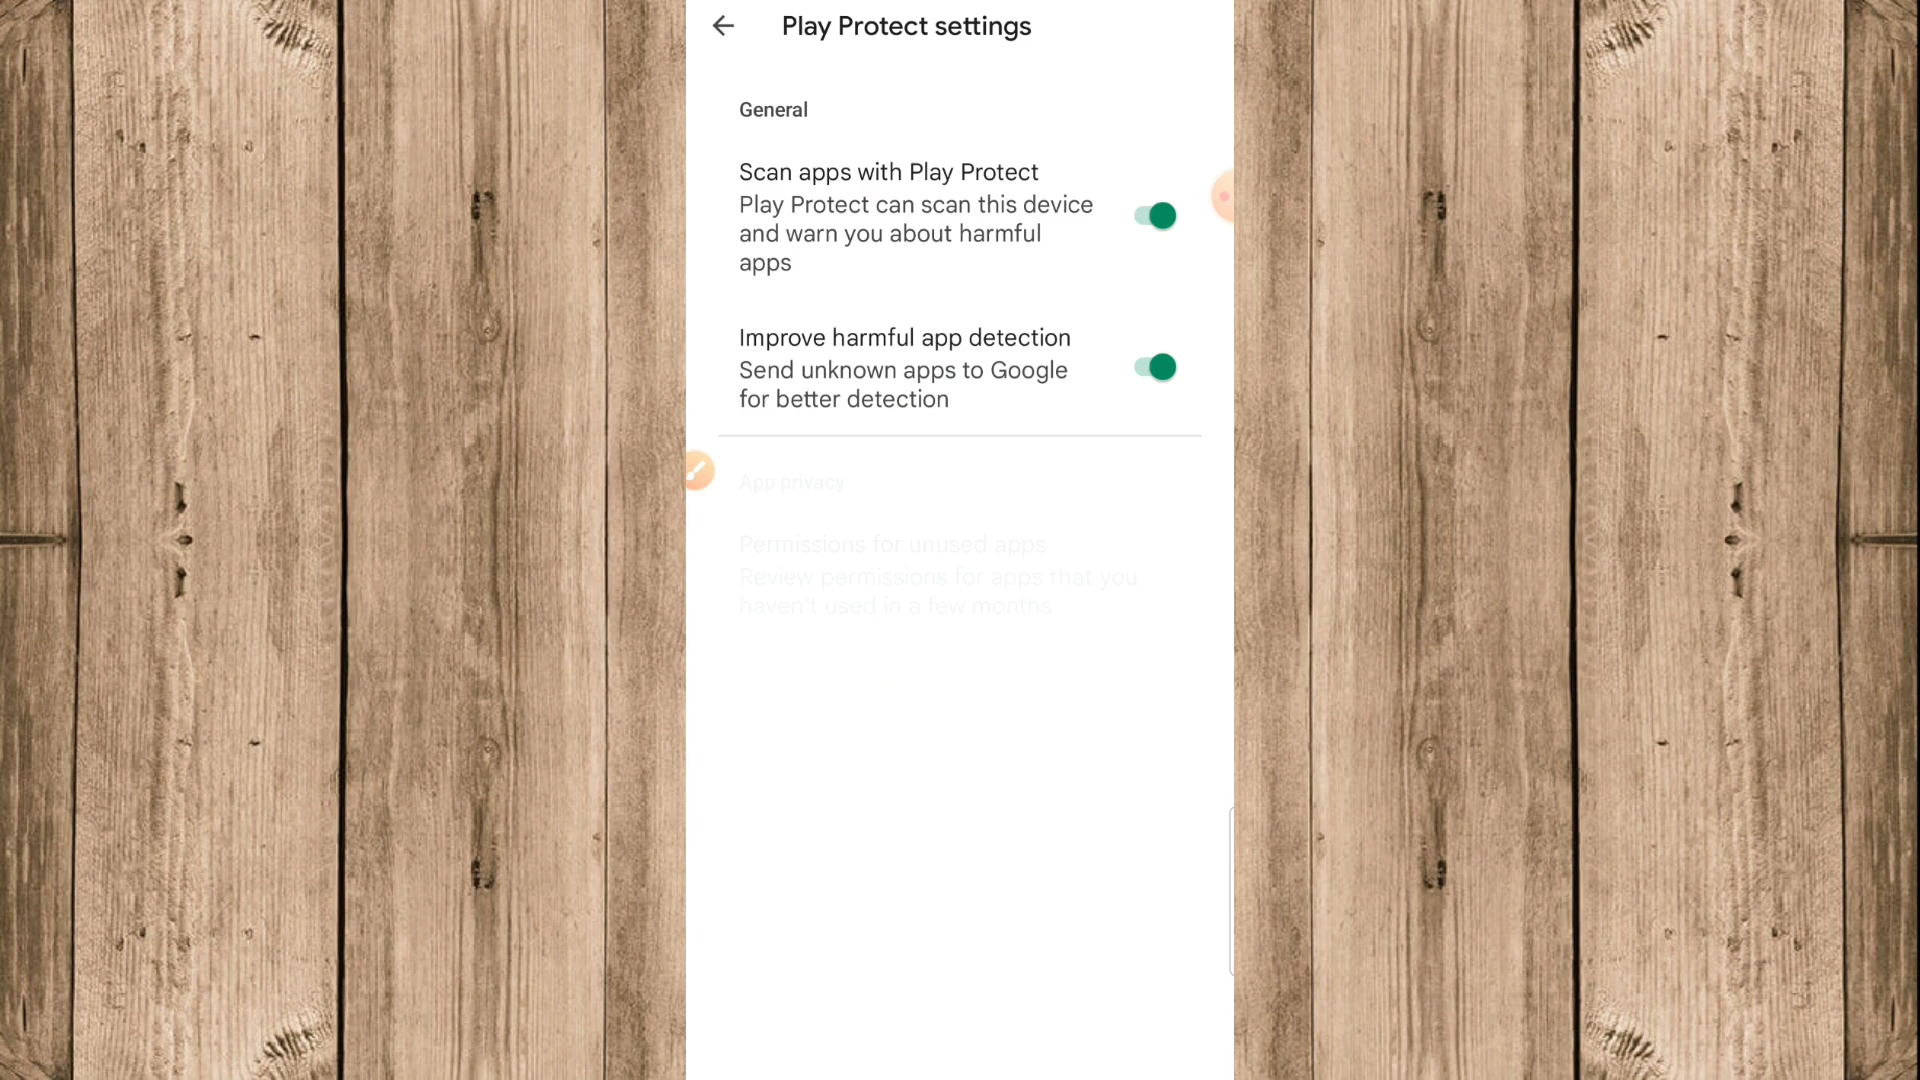 Play Protect settings
General
Scan apps with Play Protect
Play Protect can scan this device
and warn you about harmful
apps
Improve harmful app detection
Send unknown apps to Google
for better detection
App privacy
Permissions for unused apps
Review permissions for apps that you
haven't used in a few months